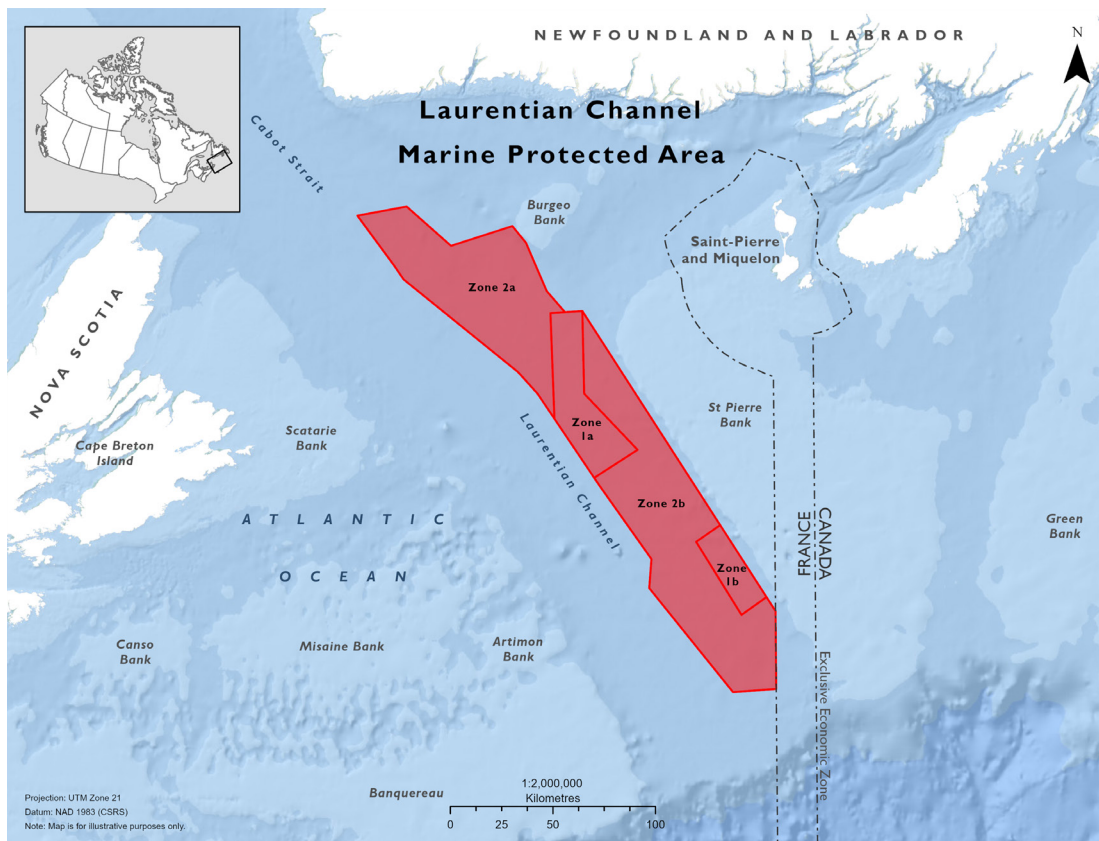 NEWFOUNDLAND AND LABRADOR
N
Laurentian Channel
Marine Protected Area
Cabot Strait
Burgeo
Bank
Saint-Pierre
and Miquelon
Zone 2a
NOVA SCOTIA
St Pierre
Bank
Zone
1a
Scatarie
Bank
Cape Breton
Island
Laurentian Channel
Zone 2b
ATLANTIC
OCEAN
FRANCE
CANADA
Green
Bank
Zone
1b
Canso
Bank
Misaine Bank
Artimon
Bank
Exclusive Economic Zone
Banquereau
1:2,000,000
Kilometres
0 25 50 100
Projection: UTM Zone 21
Datum: NAD 1983 (CSRS)
Note: Map is for illustrative purposes only.